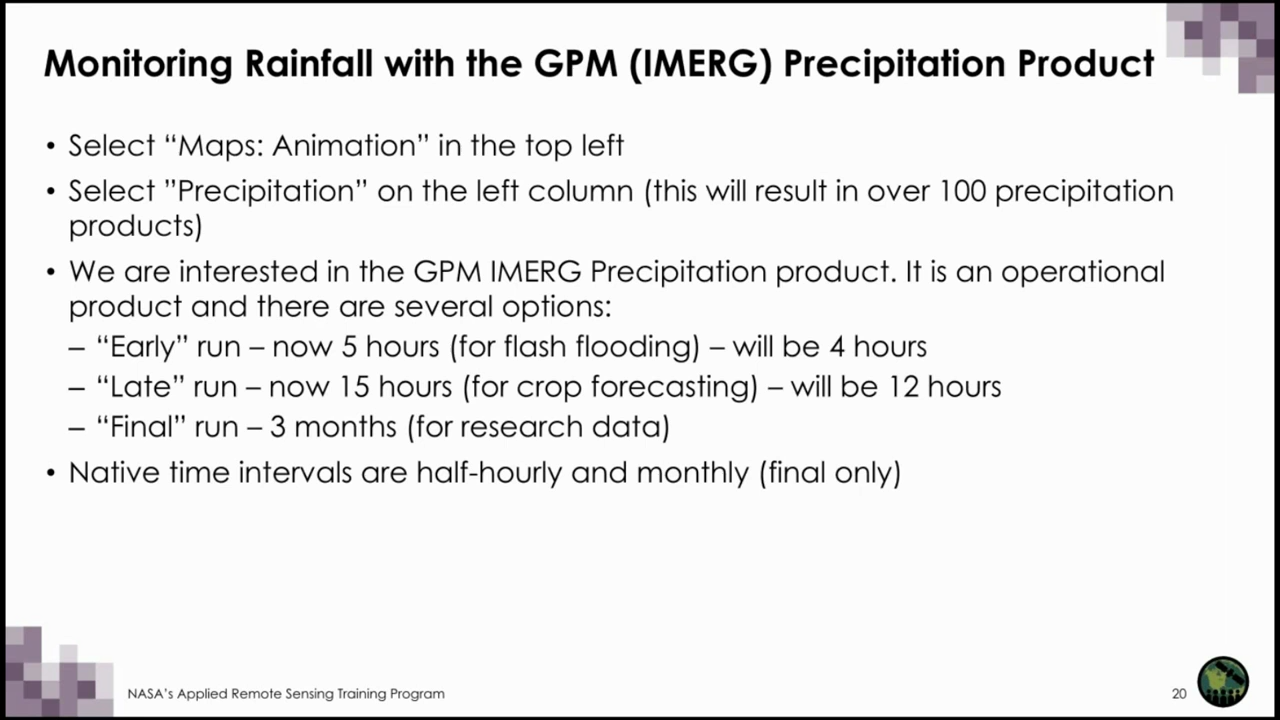 Monitoring Rainfall with the GPM (IMERG) Precipitation Product
• Select “Maps: Animation” in the top left
• Select ”Precipitation” on the left column (this will result in over 100 precipitation
products)
• We are interested in the GPM IMERG Precipitation product. It is an operational
product and there are several options:
– “Early” run – now 5 hours (for flash flooding) – will be 4 hours
– “Late” run – now 15 hours (for crop forecasting) – will be 12 hours
– “Final” run – 3 months (for research data)
• Native time intervals are half-hourly and monthly (final only)
NASA’s Applied Remote Sensing Training Program
20